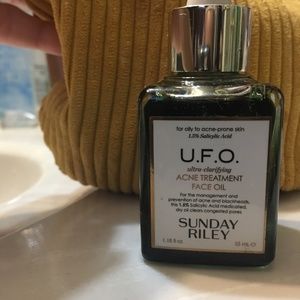 for oily to acne-prone skin
1.5% Salicylic Acid
U.F.O.
ultra-clarifying
ACNE TREATMENT
FACE OIL
For the management and
prevention of acne and blackheads,
this 1.5% Salicylic Acid medicated,
dry oil clears congested pores
SUNDAY
RILEY
1.18 fl oz 35 mL e